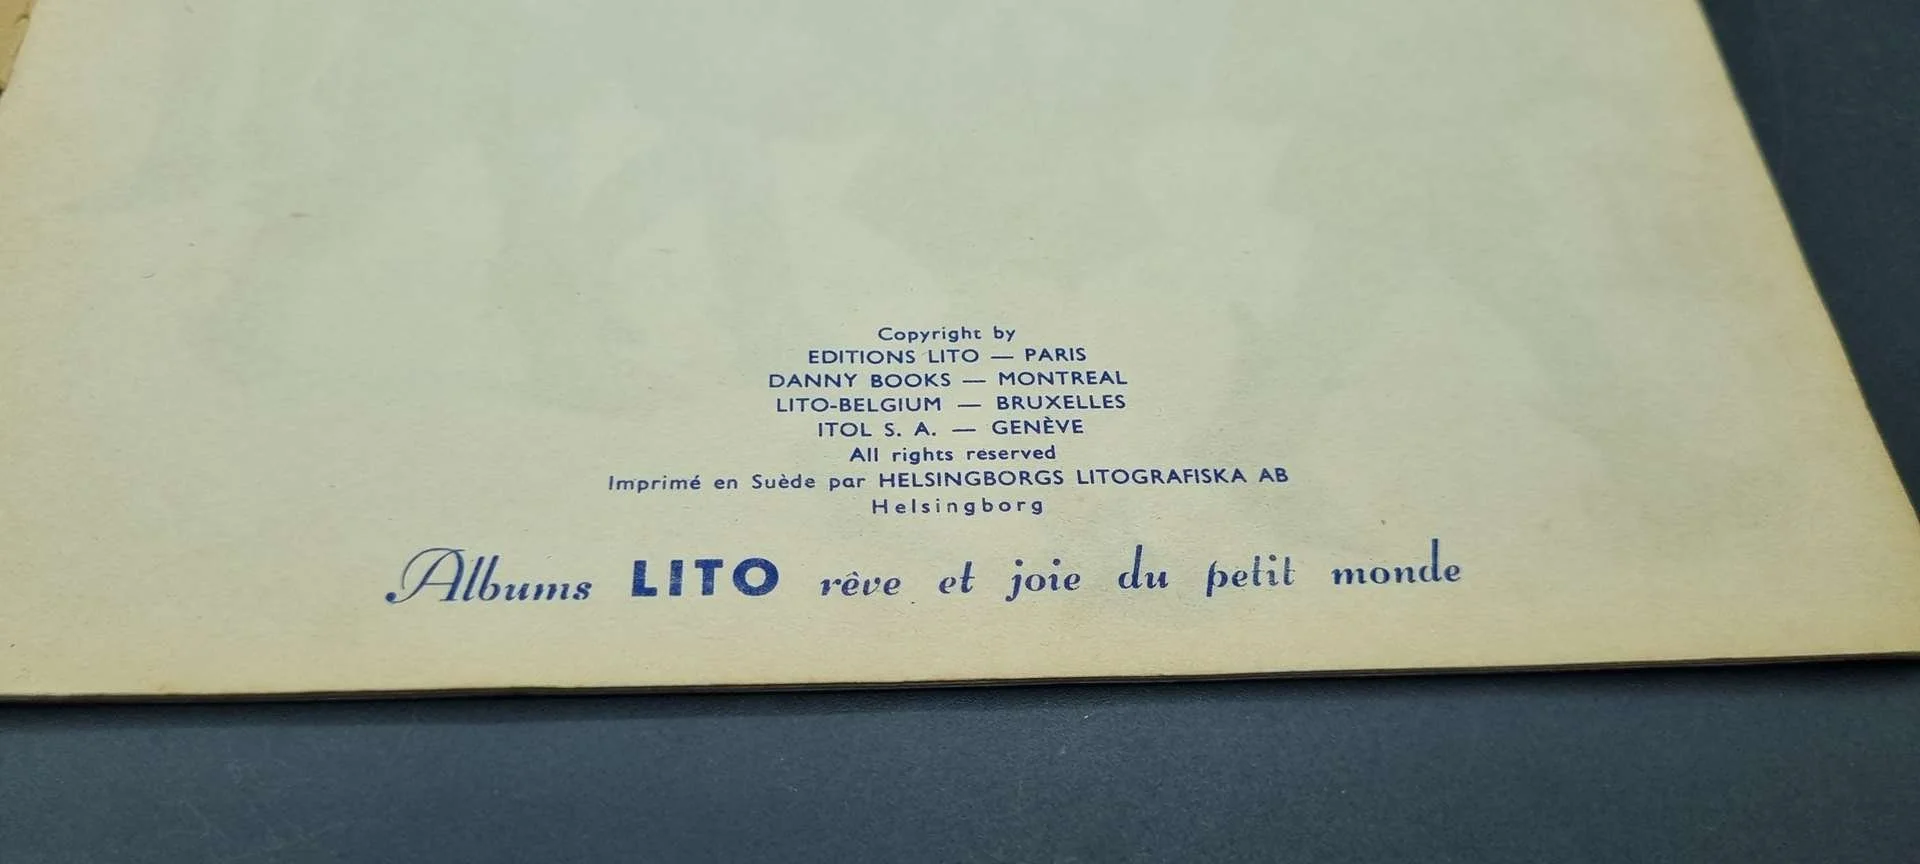 Copyright by
EDITIONS LITO — PARIS
DANNY BOOKS — MONTREAL
LITO-BELGIUM — BRUXELLES
ITOL S. A. — GENÈVE
All rights reserved
Imprimé en Suède par HELSINGBORGS LITOGRAFISKA AB
Helsingborg
Albums LITO rêve et joie du petit monde